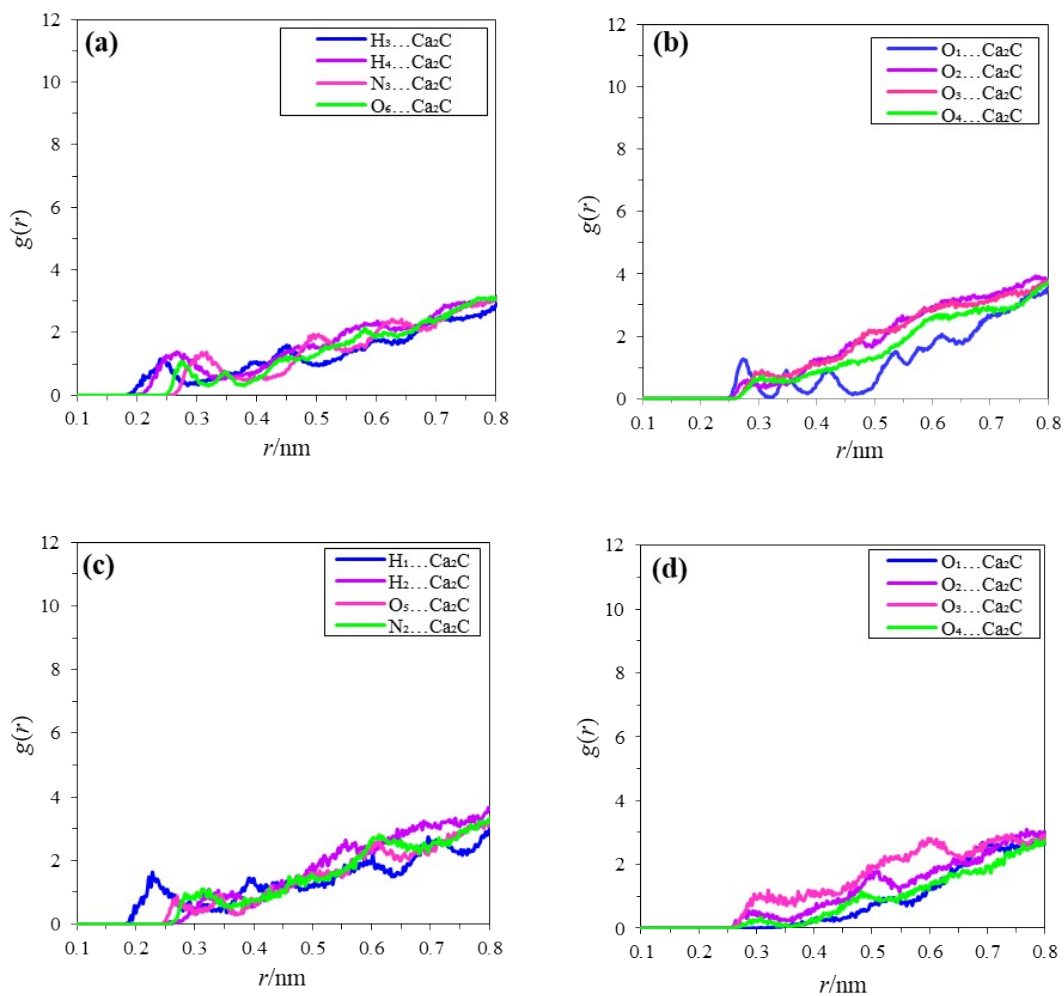 (a)
H₃…Ca₂C
H₄…Ca₂C
N₃…Ca₂C
O₆…Ca₂C
12
10
8
6
4
2
0
g(r)
0.1 0.2 0.3 0.4 0.5 0.6 0.7 0.8
r/nm
(b)
O₁…Ca₂C
O₂…Ca₂C
O₃…Ca₂C
O₄…Ca₂C
12
10
8
6
4
2
0
g(r)
0.1 0.2 0.3 0.4 0.5 0.6 0.7 0.8
r/nm
(c)
H₁…Ca₂C
H₂…Ca₂C
O₅…Ca₂C
N₂…Ca₂C
12
10
8
6
4
2
0
g(r)
0.1 0.2 0.3 0.4 0.5 0.6 0.7 0.8
r/nm
(d)
O₁…Ca₂C
O₂…Ca₂C
O₃…Ca₂C
O₄…Ca₂C
12
10
8
6
4
2
0
g(r)
0.1 0.2 0.3 0.4 0.5 0.6 0.7 0.8
r/nm